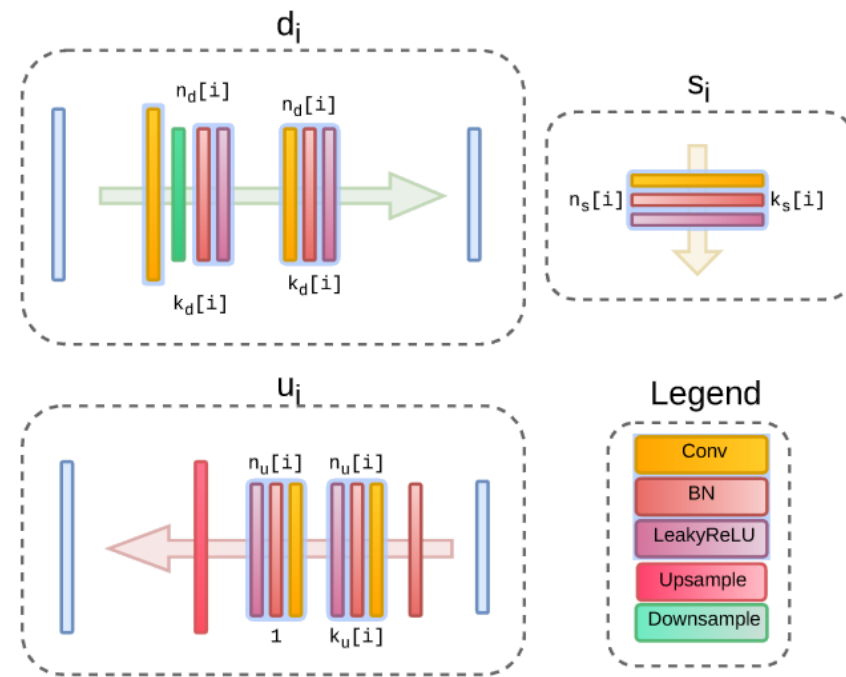 d_i
n_d[i]
n_d[i]
k_d[i]
k_d[i]
s_i
n_s[i]
k_s[i]
u_i
n_u[i]
n_u[i]
1
k_u[i]
Legend
Conv
BN
LeakyReLU
Upsample
Downsample